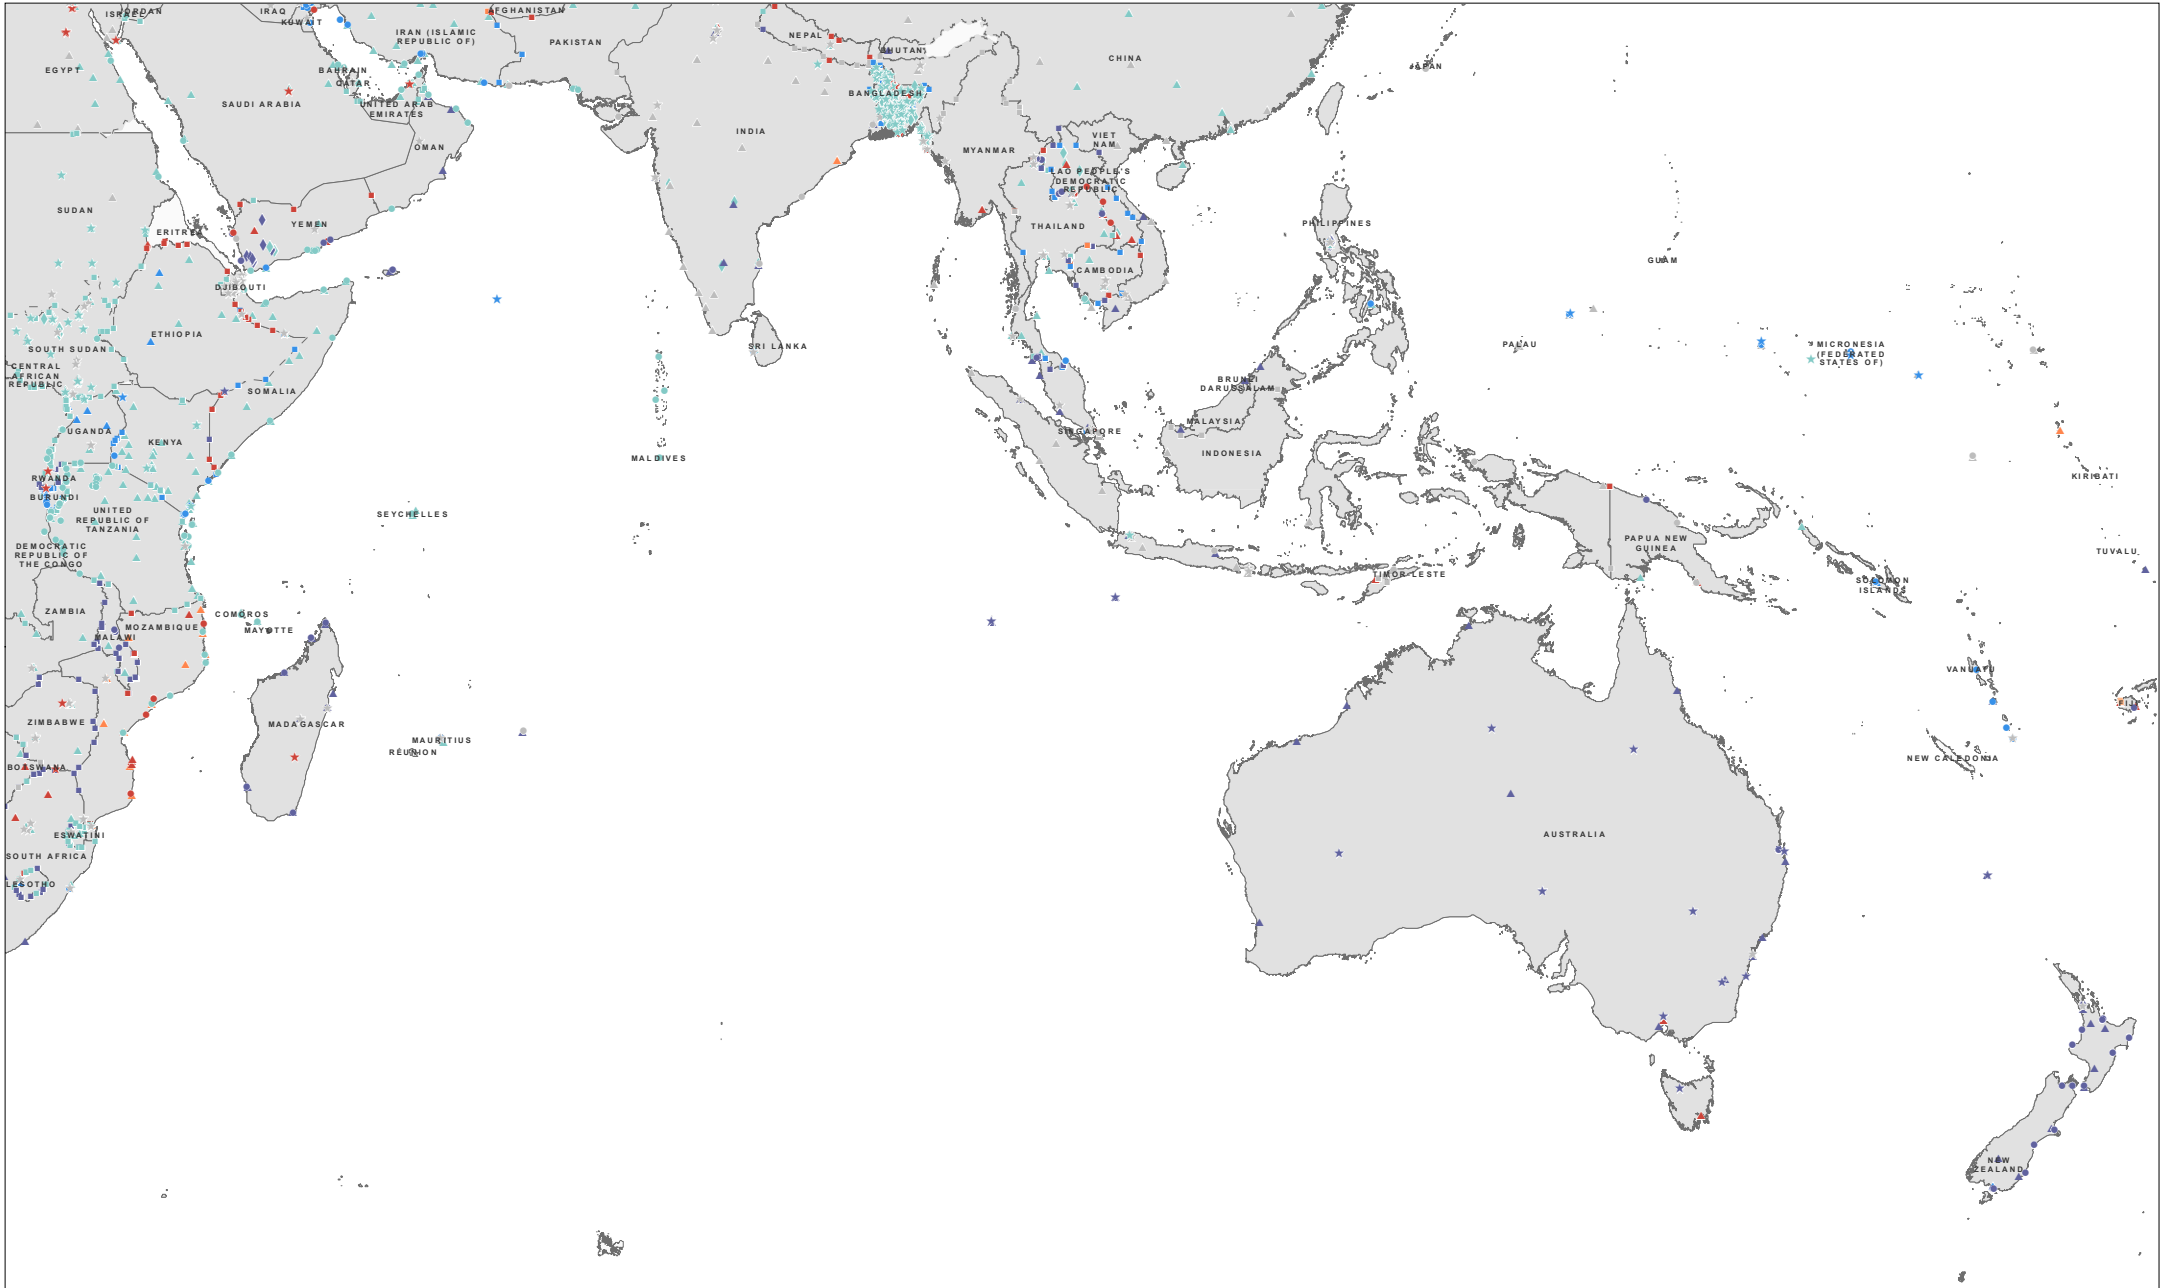 ISRAEL
JORDAN
IRAQ
KUWAIT
IRAN (ISLAMIC
REPUBLIC OF)
AFGHANISTAN
PAKISTAN
NEPAL
BHUTAN
CHINA
JAPAN
EGYPT
BAHRAIN
QATAR
SAUDI ARABIA
UNITED ARAB
EMIRATES
BANGLADESH
INDIA
OMAN
MYANMAR
VIET
NAM
LAO PEOPLE'S
DEMOCRATIC
REPUBLIC
SUDAN
ERITREA
YEMEN
THAILAND
PHILIPPINES
GUAM
DJIBOUTI
CAMBODIA
ETHIOPIA
SOUTH SUDAN
SRI LANKA
PALAU
MICRONESIA
(FEDERATED
STATES OF)
CENTRAL
AFRICAN
REPUBLIC
SOMALIA
BRUNEI
DARUSSALAM
MALAYSIA
UGANDA
KENYA
SINGAPORE
MALDIVES
INDONESIA
KIRIBATI
RWANDA
BURUNDI
UNITED
REPUBLIC OF
TANZANIA
SEYCHELLES
PAPUA NEW
GUINEA
TUVALU
DEMOCRATIC
REPUBLIC OF
THE CONGO
TIMOR-LESTE
SOLOMON
ISLANDS
ZAMBIA
COMOROS
MAYOTTE
MOZAMBIQUE
MALAWI
VANUATU
FIJI
ZIMBABWE
MADAGASCAR
MAURITIUS
RÉUNION
NEW CALEDONIA
BOTSWANA
AUSTRALIA
ESWATINI
SOUTH AFRICA
LESOTHO
NEW
ZEALAND